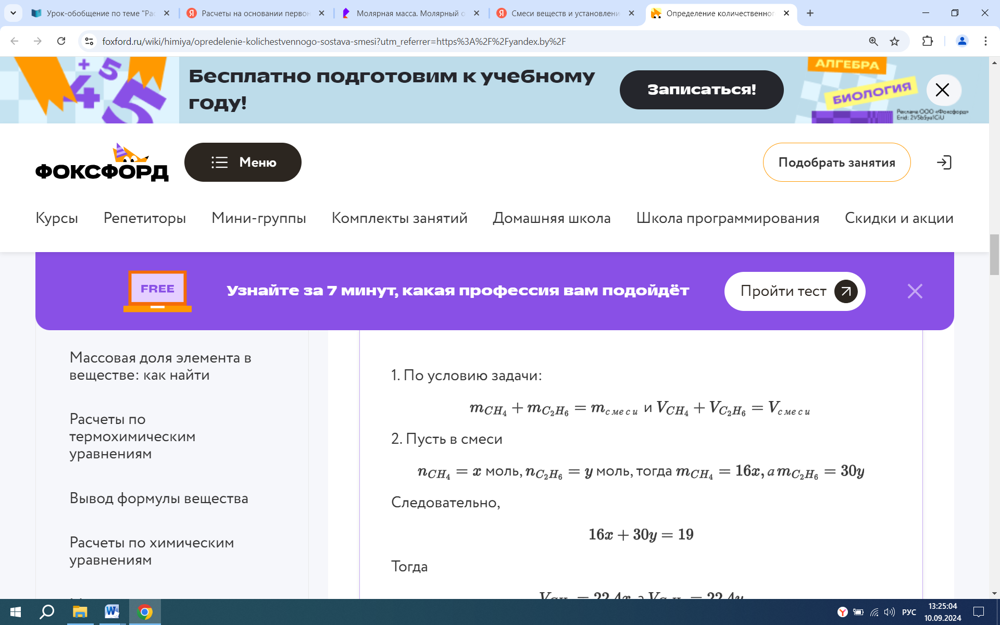 Урок-обобщение по теме "Рас
Расчеты на основании первон
Молярная масса. Молярный о
Смеси веществ и установлени
Определение количественног
foxford.ru/wiki/himiya/opredelenie-kolichestvennogo-sostava-smesi?utm_referrer=https%3A%2F%2Fyandex.by%2F
+5
4
5
Бесплатно подготовим к учебному
году!
Записаться!
АЛГЕБРА
БИОЛОГИЯ
Реклама ООО «Фоксфорд»
Erid: 2VSb5ya1CiU
ФОКСФОРД
Меню
Подобрать занятия
Курсы Репетиторы Мини-группы Комплекты занятий Домашняя школа Школа программирования Скидки и акции
FREE
Узнайте за 7 минут, какая профессия вам подойдёт
Пройти тест
Массовая доля элемента в
веществе: как найти
Расчеты по
термохимическим
уравнениям
Вывод формулы вещества
Расчеты по химическим
уравнениям
1. По условию задачи:
m_{CH_4} + m_{C_2H_6} = m_{смеси} и V_{CH_4} + V_{C_2H_6} = V_{смеси}
2. Пусть в смеси
n_{CH_4} = x моль, n_{C_2H_6} = y моль, тогда m_{CH_4} = 16x, а m_{C_2H_6} = 30y
Следовательно,
16x + 30y = 19
Тогда
РУС
13:25:04
10.09.2024